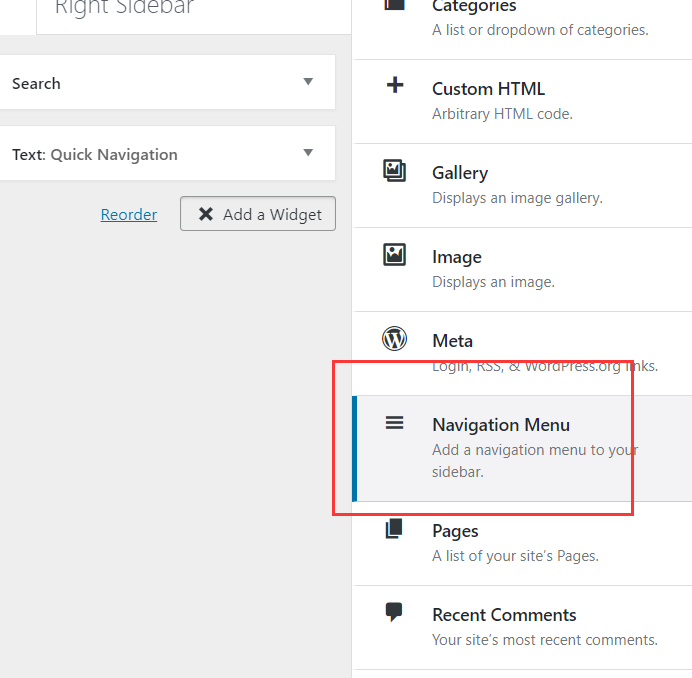 Right Sidebar
Search
Text: Quick Navigation
Reorder
Add a Widget
Categories
A list or dropdown of categories.
Custom HTML
Arbitrary HTML code.
Gallery
Displays an image gallery.
Image
Displays an image.
Meta
Login, RSS, & WordPress.org links.
Navigation Menu
Add a navigation menu to your
sidebar.
Pages
A list of your site’s Pages.
Recent Comments
Your site’s most recent comments.